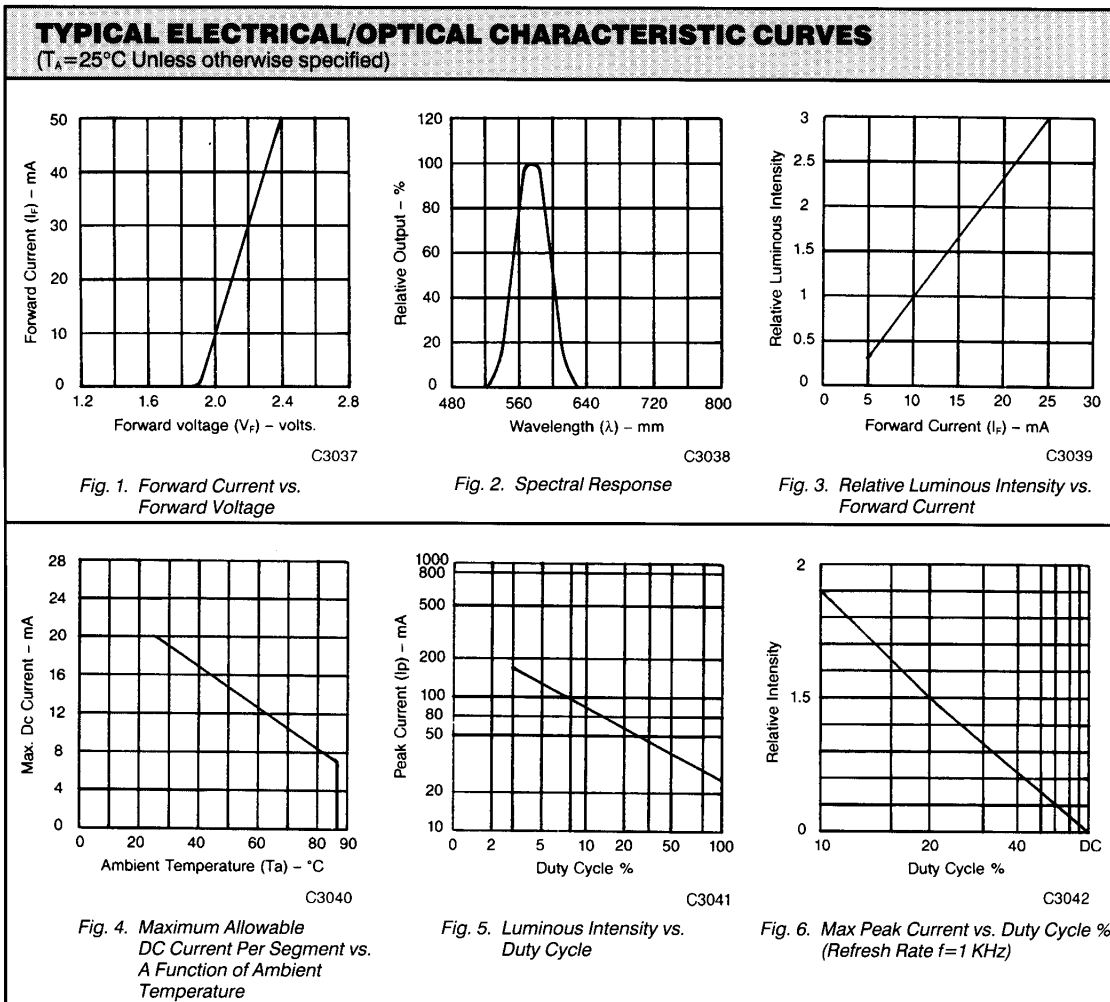 TYPICAL ELECTRICAL/OPTICAL CHARACTERISTIC CURVES
(TA=25°C Unless otherwise specified)
Forward Current (IF) – mA
50
40
30
20
10
0
1.2 1.6 2.0 2.4 2.8
Forward voltage (VF) – volts.
C3037
Fig. 1. Forward Current vs.
Forward Voltage
Relative Output – %
120
100
80
60
40
20
0
480 560 640 720 800
Wavelength (λ) – mm
C3038
Fig. 2. Spectral Response
Relative Luminous Intensity
3
2.5
2
1.5
1
0.5
0
0 5 10 15 20 25 30
Forward Current (IF) – mA
C3039
Fig. 3. Relative Luminous Intensity vs.
Forward Current
Max. Dc Current – mA
28
24
20
16
12
8
4
0
0 20 40 60 80 90
Ambient Temperature (Ta) – °C
C3040
Fig. 4. Maximum Allowable
DC Current Per Segment vs.
A Function of Ambient
Temperature
Peak Current (Ip) – mA
1000
800
500
200
100
80
50
20
10
0 2 5 10 20 50 100
Duty Cycle %
C3041
Fig. 5. Luminous Intensity vs.
Duty Cycle
Relative Intensity
2
1.5
0
10 20 40 DC
Duty Cycle %
C3042
Fig. 6. Max Peak Current vs. Duty Cycle %
(Refresh Rate f=1 KHz)